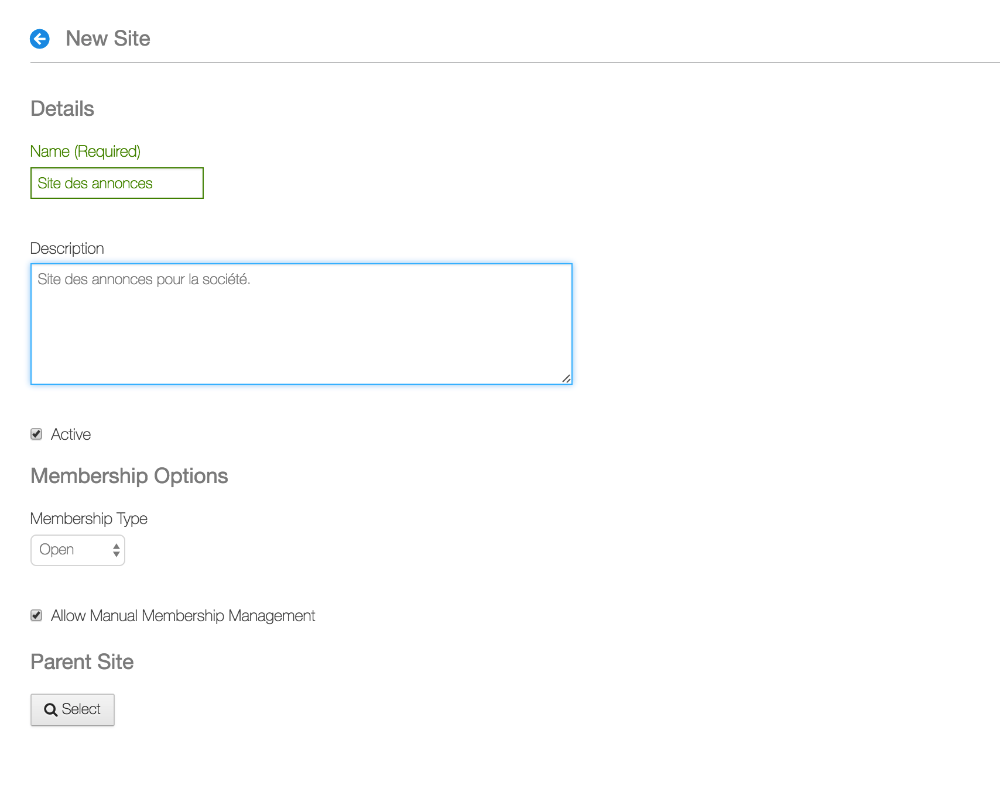 New Site
Details
Name (Required)
Site des annonces
Description
Site des annonces pour la société.
Active
Membership Options
Membership Type
Open
Allow Manual Membership Management
Parent Site
Select